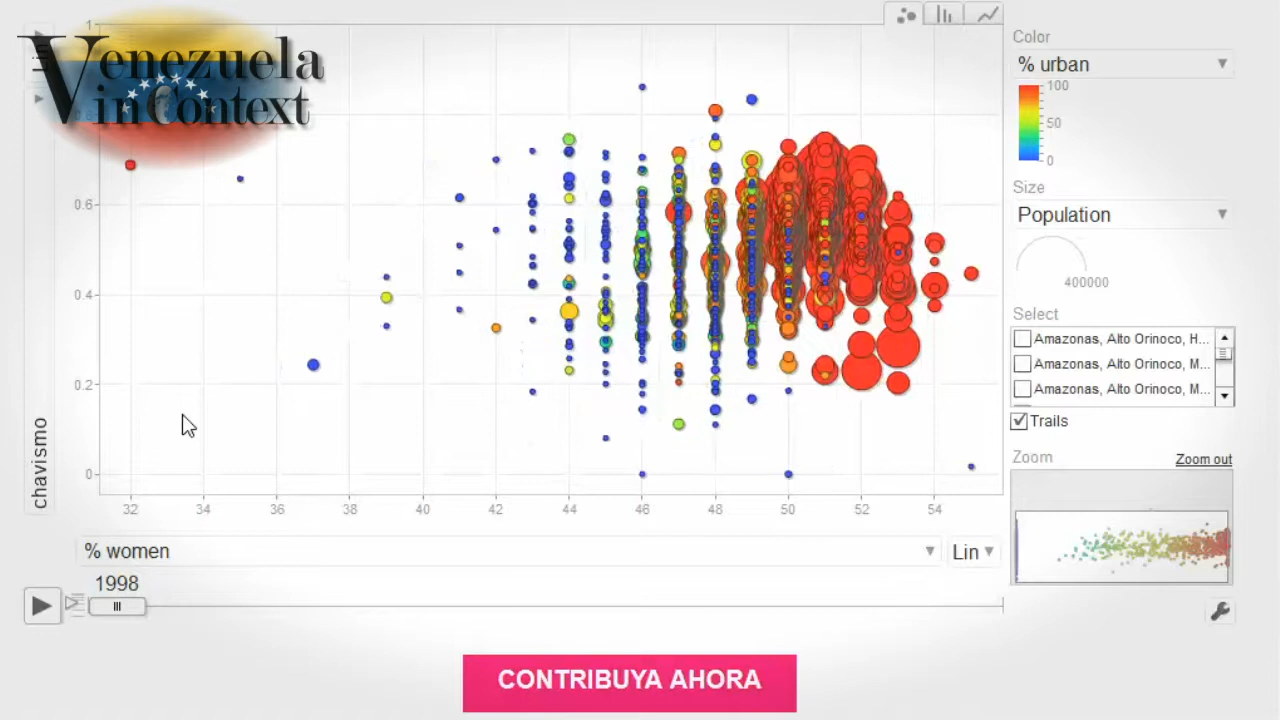 Venezuela
inContext
1
0.6
0.4
0.2
0
32
34
36
38
40
42
44
46
48
50
52
54
chavismo
% women
Lin
1998
Color
% urban
100
50
0
Size
Population
400000
Select
Amazonas, Alto Orinoco, H...
Amazonas, Alto Orinoco, M...
Amazonas, Alto Orinoco, M...
Trails
Zoom
Zoom out
CONTRIBUYA AHORA